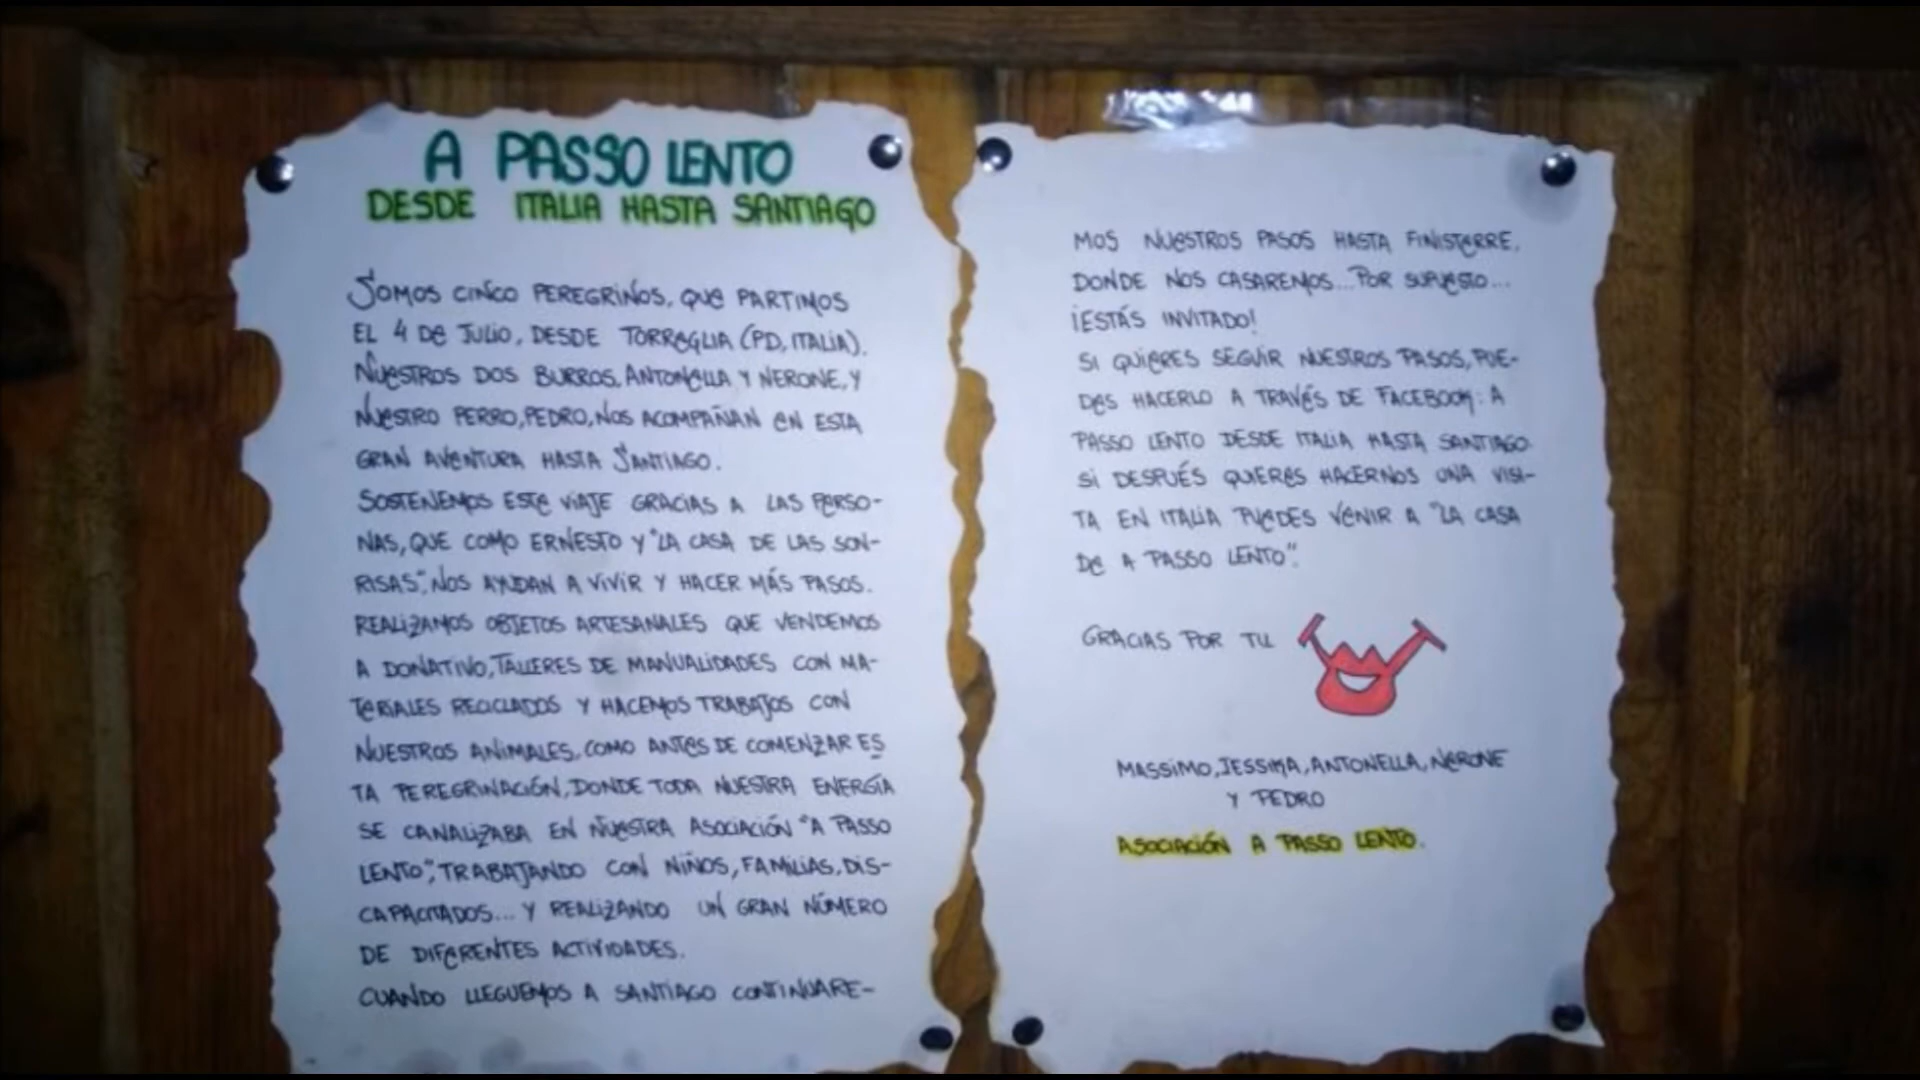 A PASSO LENTO
DESDE ITALIA HASTA SANTIAGO
SOMOS CINCO PEREGRINOS, QUE PARTIMOS
EL 4 DE JULIO, DESDE TORREGLIA (PD, ITALIA).
NUESTROS DOS BURROS, ANTONELLA Y NERONE, Y
NUESTRO PERRO, PEDRO, NOS ACOMPAÑAN EN ESTA
GRAN AVENTURA HASTA SANTIAGO.
SOSTENEMOS ESTE VIAJE GRACIAS A LAS PERSO-
NAS, QUE COMO ERNESTO Y "LA CASA DE LAS SON-
RISAS", NOS AYUDAN A VIVIR Y HACER MÁS PASOS.
REALIZAMOS OBJETOS ARTESANALES QUE VENDEMOS
A DONATIVO, TALLERES DE MANUALIDADES CON MA-
TERIALES RECICLADOS Y HACEMOS TRABAJOS CON
NUESTROS ANIMALES, COMO ANTES DE COMENZAR ES
TA PEREGRINACIÓN, DONDE TODA NUESTRA ENERGÍA
SE CANALIZABA EN NUESTRA ASOCIACIÓN "A PASSO
LENTO", TRABAJANDO CON NIÑOS, FAMILIAS, DIS-
CAPACITADOS... Y REALIZANDO UN GRAN NÚMERO
DE DIFERENTES ACTIVIDADES.
CUANDO LLEGUEMOS A SANTIAGO CONTINUARE-
MOS NUESTROS PASOS HASTA FINISTERRE,
DONDE NOS CASAREMOS... POR SUPUESTO...
¡ESTÁS INVITADO!
SI QUIERES SEGUIR NUESTROS PASOS, PUE-
DES HACERLO A TRAVÉS DE FACEBOOK: A
PASSO LENTO DESDE ITALIA HASTA SANTIAGO.
SI DESPUÉS QUIERES HACERNOS UNA VISI-
TA EN ITALIA PUEDES VENIR A "LA CASA
DE A PASSO LENTO".
GRACIAS POR TU
MASSIMO, JESSIKA, ANTONELLA, NERONE
Y PEDRO
ASOCIACIÓN A PASSO LENTO.